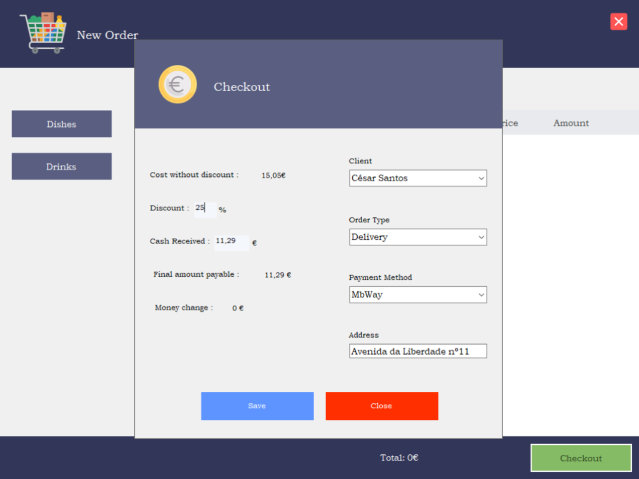 New Order
Checkout
Dishes
Drinks
rice
Amount
Cost without discount : 15,05€
Discount : 25 %
Cash Received : 11,29 €
Final amount payable : 11,29 €
Money change : 0 €
Client
César Santos
Order Type
Delivery
Payment Method
MbWay
Address
Avenida da Liberdade nº11
Save
Close
Total: 0€
Checkout